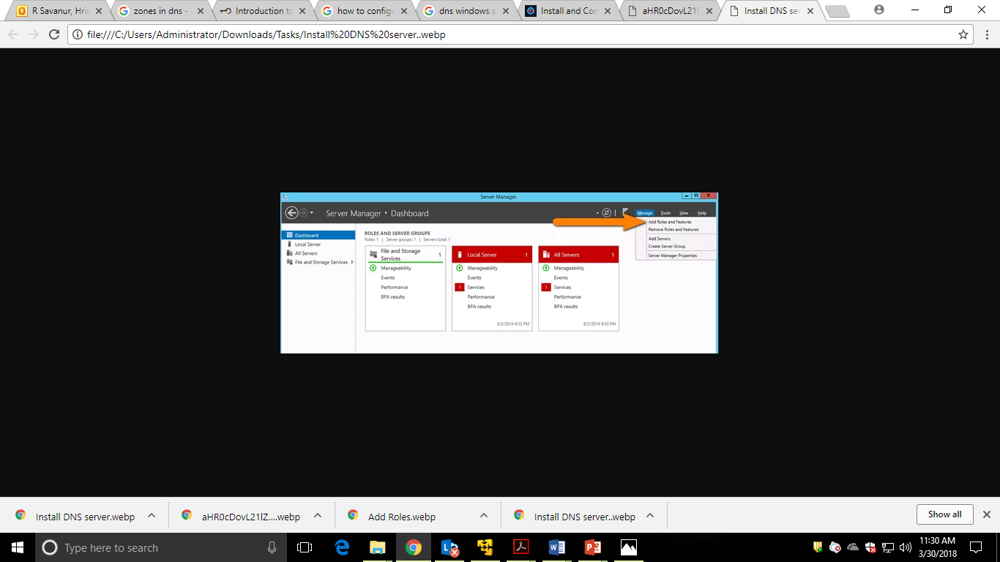 R Savanur, Hris
zones in dns -
Introduction to
how to configu
dns windows s
Install and Con
aHR0cDovL21l
Install DNS ser
file:///C:/Users/Administrator/Downloads/Tasks/Install%20DNS%20server..webp
Server Manager
Server Manager • Dashboard
Manage Tools View Help
Add Roles and Features
Remove Roles and Features
Add Servers
Create Server Group
Server Manager Properties
Dashboard
Local Server
All Servers
File and Storage Services
ROLES AND SERVER GROUPS
Roles: 1 | Server groups: 1 | Servers total: 1
File and Storage
Services
1
Manageability
Events
Performance
BPA results
Local Server 1
Manageability
Events
1 Services
Performance
BPA results
8/2/2014 6:33 PM
All Servers 1
Manageability
Events
1 Services
Performance
BPA results
8/2/2014 6:33 PM
Install DNS server.webp
aHR0cDovL21lZ....webp
Add Roles.webp
Install DNS server..webp
Show all
Type here to search
11:30 AM
3/30/2018